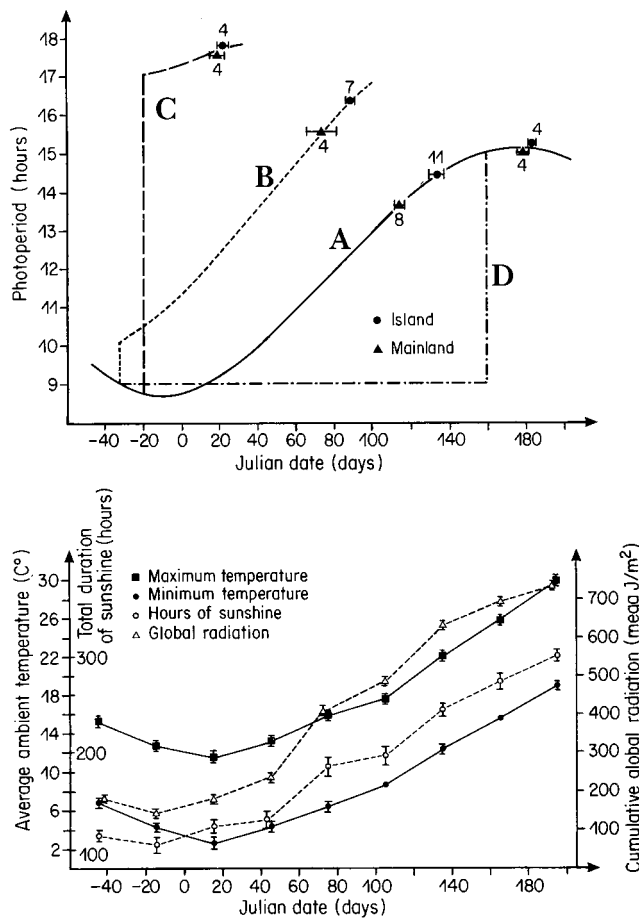 Photoperiod (hours)
18
17
16
15
14
13
12
11
10
9
4
4
C
7
4
B
11
8
A
4
4
D
Island
Mainland
-40 -20 0 20 40 60 80 100 140 180
Julian date (days)
Average ambient temperature (C°)
30
26
22
18
14
10
6
2
Total duration
of sunshine (hours)
300
200
100
Maximum temperature
Minimum temperature
Hours of sunshine
Global radiation
Cumulative global radiation (mega J/m²)
700
600
500
400
300
200
100
-40 -20 0 20 40 60 80 100 140 180
Julian date (days)